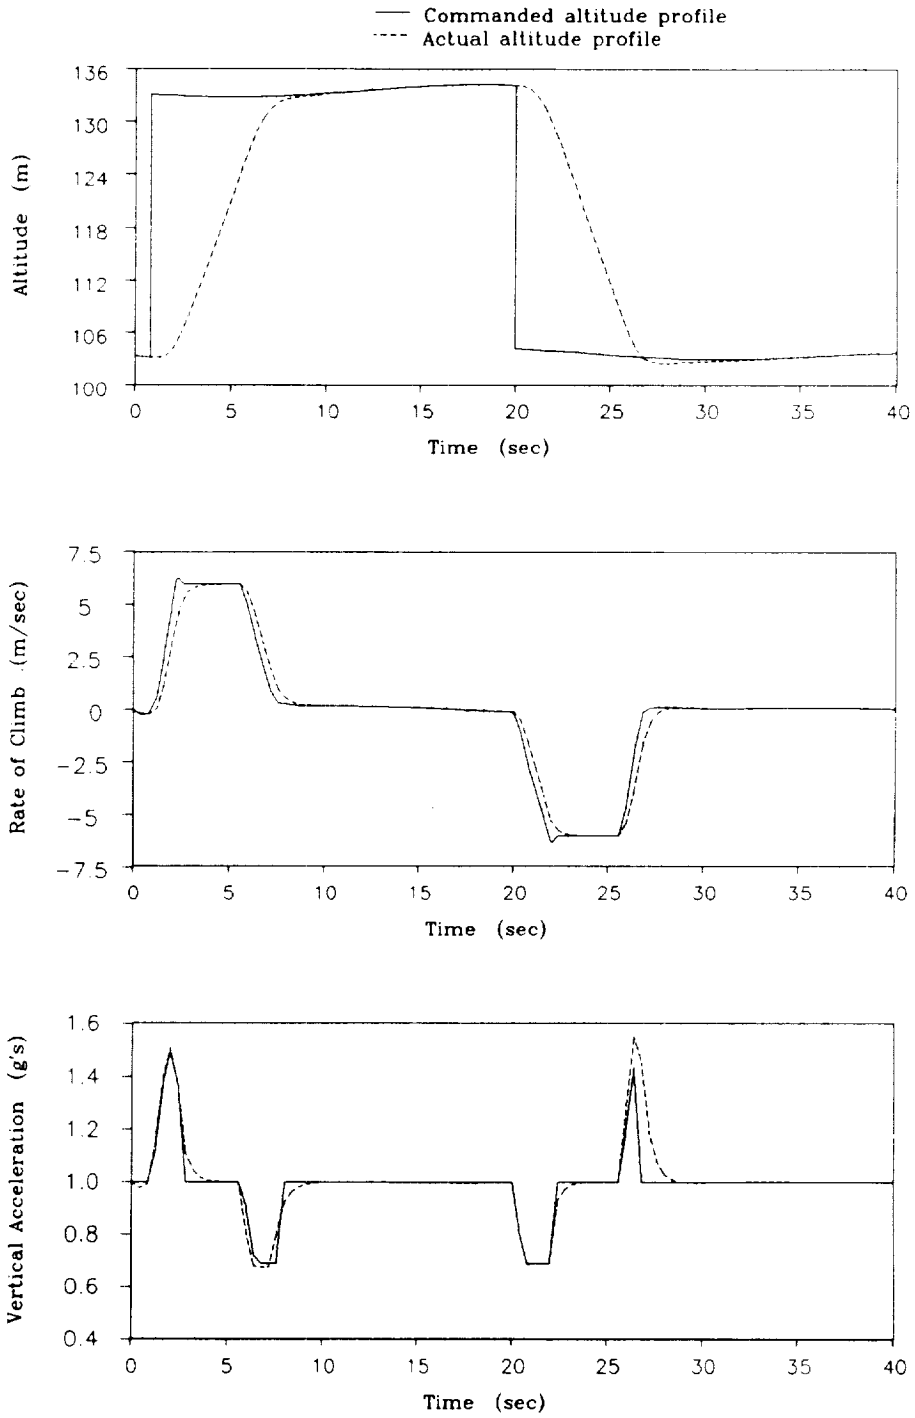 Commanded altitude profile
Actual altitude profile
136
130
124
118
112
106
100
Altitude (m)
0 5 10 15 20 25 30 35 40
Time (sec)
7.5
5
2.5
0
-2.5
-5
-7.5
Rate of Climb .(m/sec)
0 5 10 15 20 25 30 35 40
Time (sec)
1.6
1.4
1.2
1.0
0.8
0.6
0.4
Vertical Acceleration (g's)
0 5 10 15 20 25 30 35 40
Time (sec)